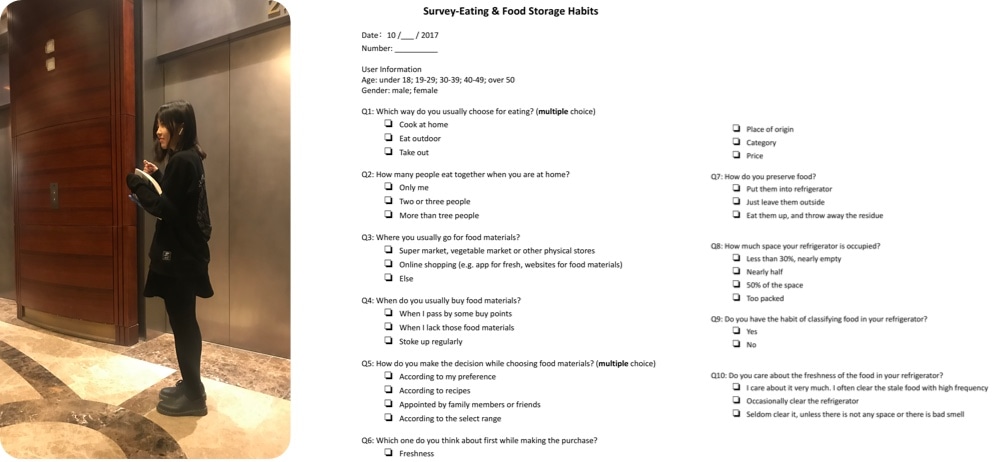 Survey-Eating & Food Storage Habits
Date： 10 /___ / 2017
Number: __________
User Information
Age: under 18; 19-29; 30-39; 40-49; over 50
Gender: male; female
Q1: Which way do you usually choose for eating? (multiple choice)
Cook at home
Eat outdoor
Take out
Q2: How many people eat together when you are at home?
Only me
Two or three people
More than tree people
Q3: Where you usually go for food materials?
Super market, vegetable market or other physical stores
Online shopping (e.g. app for fresh, websites for food materials)
Else
Q4: When do you usually buy food materials?
When I pass by some buy points
When I lack those food materials
Stoke up regularly
Q5: How do you make the decision while choosing food materials? (multiple choice)
According to my preference
According to recipes
Appointed by family members or friends
According to the select range
Q6: Which one do you think about first while making the purchase?
Freshness
Place of origin
Category
Price
Q7: How do you preserve food?
Put them into refrigerator
Just leave them outside
Eat them up, and throw away the residue
Q8: How much space your refrigerator is occupied?
Less than 30%, nearly empty
Nearly half
50% of the space
Too packed
Q9: Do you have the habit of classifying food in your refrigerator?
Yes
No
Q10: Do you care about the freshness of the food in your refrigerator?
I care about it very much. I often clear the stale food with high frequency
Occasionally clear the refrigerator
Seldom clear it, unless there is not any space or there is bad smell